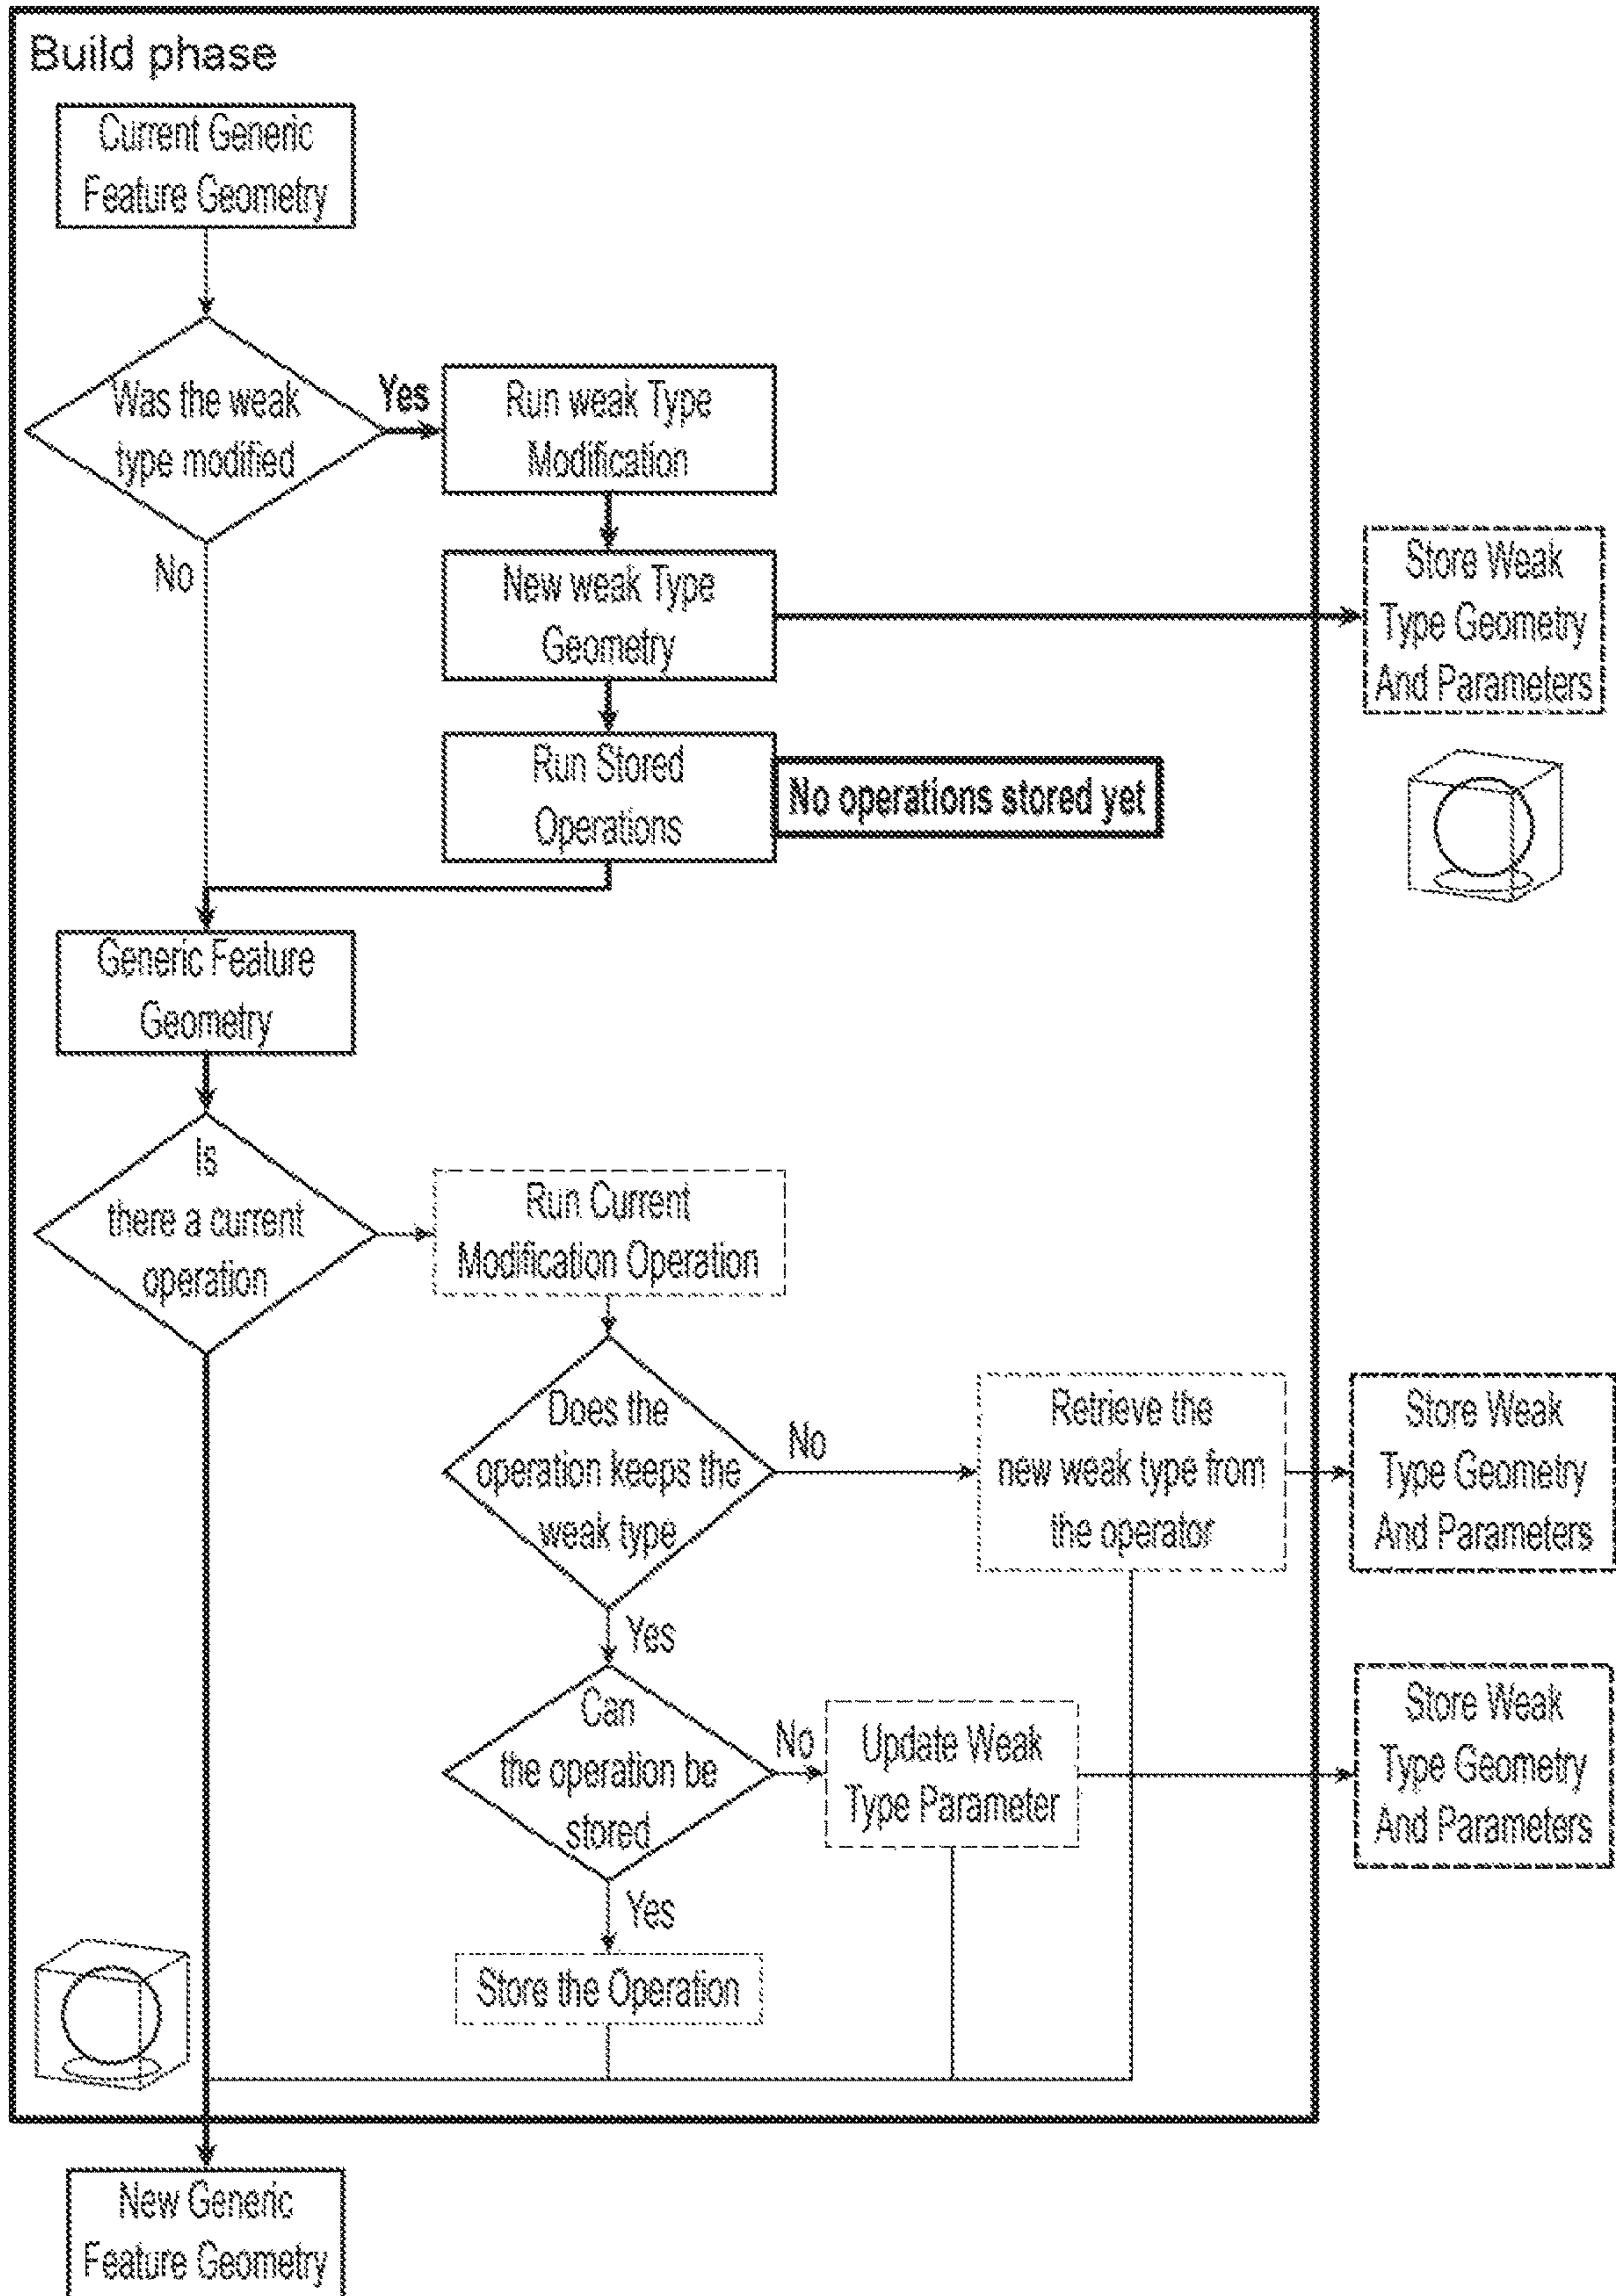 Build phase
Current Generic
Feature Geometry
Was the weak
type modified
Yes
Run weak Type
Modification
No
New weak Type
Geometry
Store Weak
Type Geometry
And Parameters
Run Stored
Operations
No operations stored yet
Generic Feature
Geometry
Is
there a current
operation
Run Current
Modification Operation
Does the
operation keeps the
weak type
No
Retrieve the
new weak type from
the operator
Store Weak
Type Geometry
And Parameters
Yes
Can
the operation be
stored
No
Update Weak
Type Parameter
Store Weak
Type Geometry
And Parameters
Yes
Store the Operation
New Generic
Feature Geometry